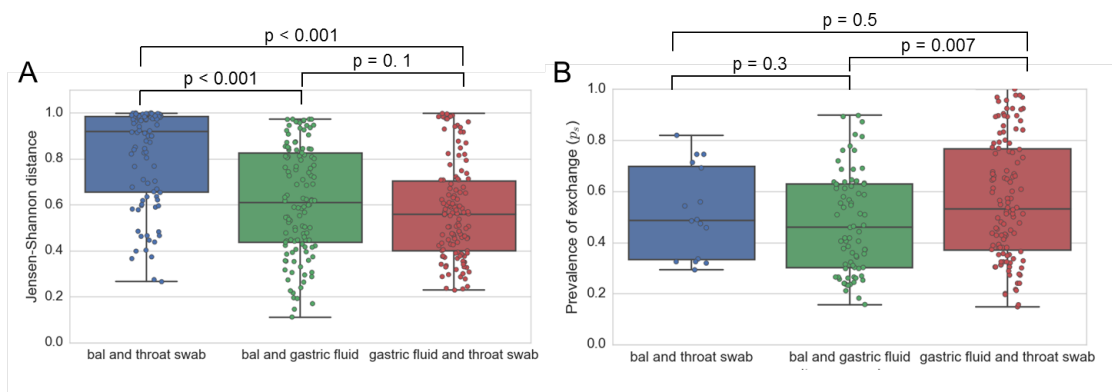 p < 0.001
p < 0.001
p = 0. 1
A
Jensen-Shannon distance
1.0
0.8
0.6
0.4
0.2
0.0
bal and throat swab
bal and gastric fluid
gastric fluid and throat swab
p = 0.5
p = 0.3
p = 0.007
B
Prevalence of exchange (pₛ)
1.0
0.8
0.6
0.4
0.2
0.0
bal and throat swab
bal and gastric fluid
gastric fluid and throat swab